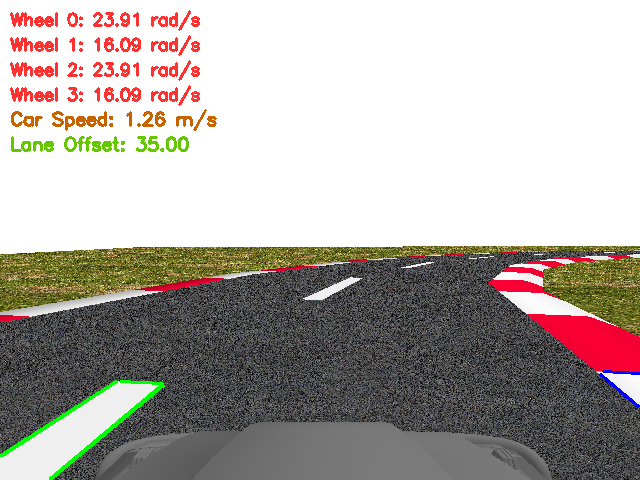 Wheel 0: 23.91 rad/s
Wheel 1: 16.09 rad/s
Wheel 2: 23.91 rad/s
Wheel 3: 16.09 rad/s
Car Speed: 1.26 m/s
Lane Offset: 35.00